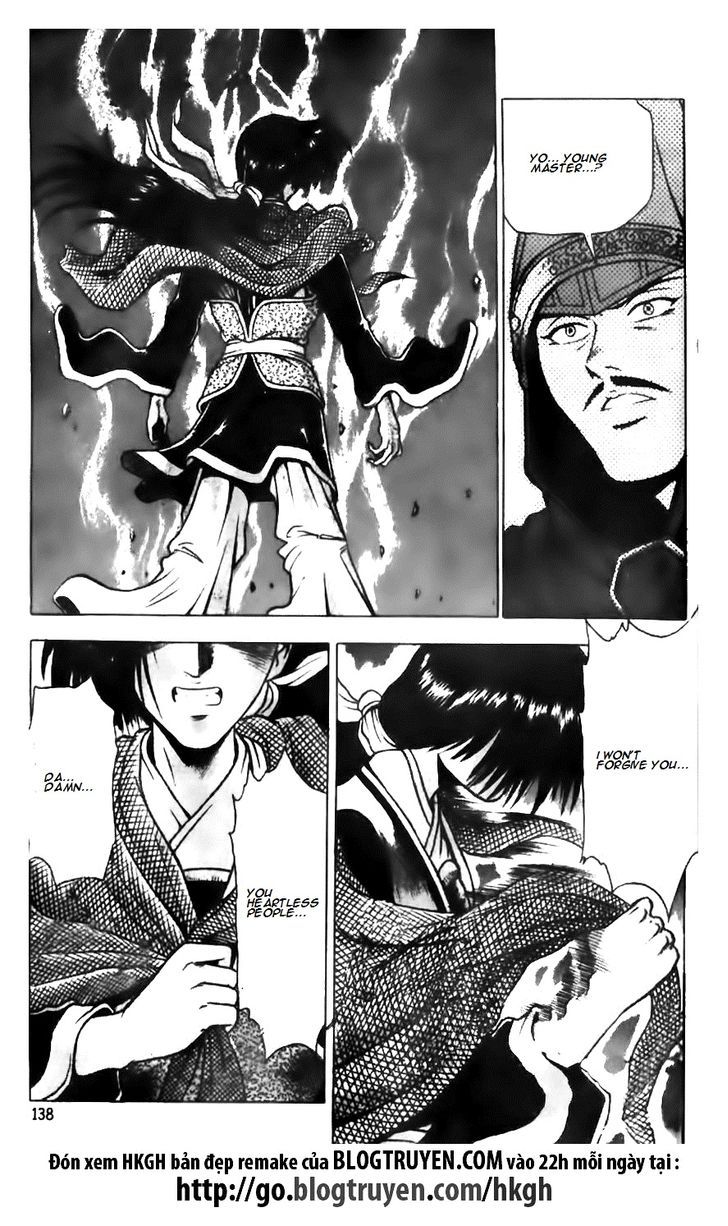 YO... YOUNG
MASTER...?
DA...
DAMN...
YOU
HEARTLESS
PEOPLE...
I WON'T
FORGIVE YOU...
138
Đón xem HKGH bản đẹp remake của BLOGTRUYEN.COM vào 22h mỗi ngày tại :
http://go.blogtruyen.com/hkgh